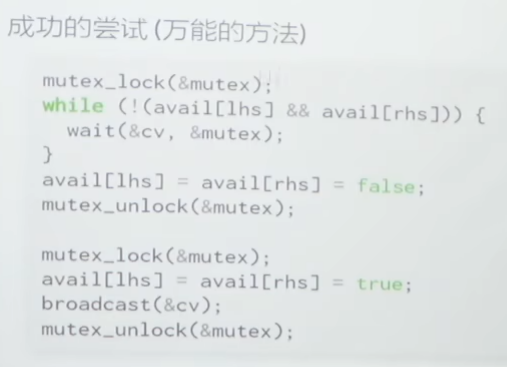 成功的尝试 (万能的方法)
mutex_lock(&mutex);
while (!(avail[lhs] && avail[rhs])) {
wait(&cv, &mutex);
}
avail[lhs] = avail[rhs] = false;
mutex_unlock(&mutex);
mutex_lock(&mutex);
avail[lhs] = avail[rhs] = true;
broadcast(&cv);
mutex_unlock(&mutex);